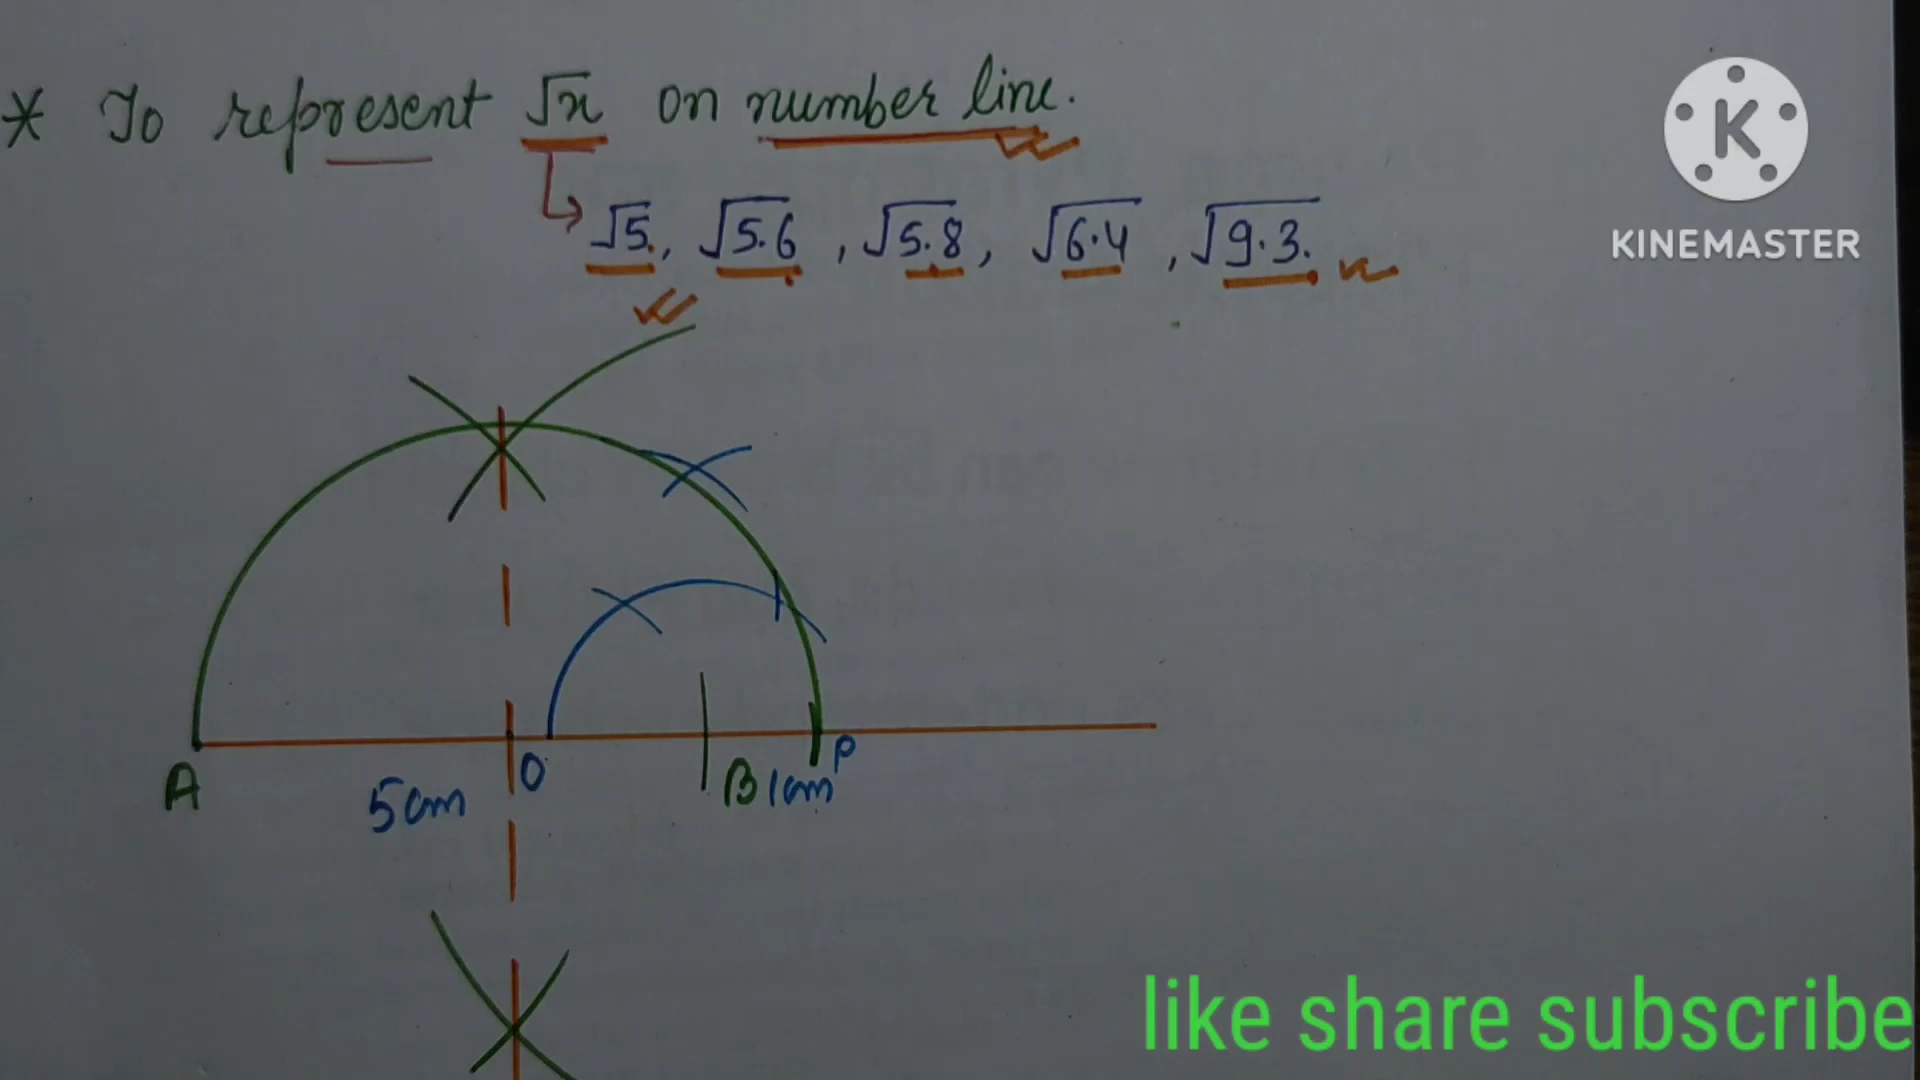 * To represent √x on number line.
K
KINEMASTER
√5, √5.6, √5.8, √6.4, √9.3.
A 5cm O B 1cm P
like share subscribe